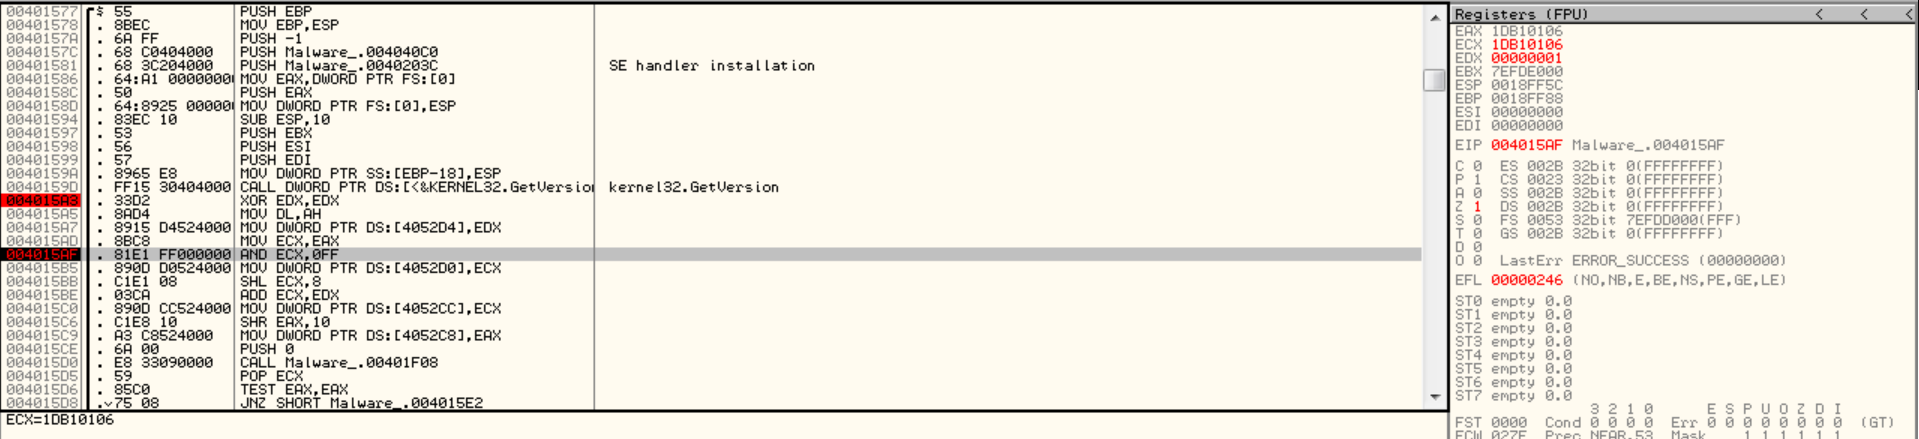 00401577 $ 55 PUSH EBP
00401578 . 8BEC MOV EBP,ESP
0040157A . 6A FF PUSH -1
0040157C . 68 C0404000 PUSH Malware_.004040C0
00401581 . 68 3C204000 PUSH Malware_.0040203C SE handler installation
00401586 . 64:A1 00000000 MOV EAX,DWORD PTR FS:[0]
0040158C . 50 PUSH EAX
0040158D . 64:8925 00000 MOV DWORD PTR FS:[0],ESP
00401594 . 83EC 10 SUB ESP,10
00401597 . 53 PUSH EBX
00401598 . 56 PUSH ESI
00401599 . 57 PUSH EDI
0040159A . 8965 E8 MOV DWORD PTR SS:[EBP-18],ESP
0040159D . FF15 30404000 CALL DWORD PTR DS:[<&KERNEL32.GetVersio kernel32.GetVersion
004015A3 . 33D2 XOR EDX,EDX
004015A5 . 8AD4 MOV DL,AH
004015A7 . 8915 D4524000 MOV DWORD PTR DS:[4052D4],EDX
004015AD . 8BC8 MOV ECX,EAX
004015AF . 81E1 FF000000 AND ECX,0FF
004015B5 . 890D D0524000 MOV DWORD PTR DS:[4052D0],ECX
004015BB . C1E1 08 SHL ECX,8
004015BE . 03CA ADD ECX,EDX
004015C0 . 890D CC524000 MOV DWORD PTR DS:[4052CC],ECX
004015C6 . C1E8 10 SHR EAX,10
004015C9 . A3 C8524000 MOV DWORD PTR DS:[4052C8],EAX
004015CE . 6A 00 PUSH 0
004015D0 . E8 33090000 CALL Malware_.00401F08
004015D5 . 59 POP ECX
004015D6 . 85C0 TEST EAX,EAX
004015D8 .v 75 08 JNZ SHORT Malware_.004015E2
ECX=1DB10106
Registers (FPU) < < <
EAX 1DB10106
ECX 1DB10106
EDX 00000001
EBX 7EFDE000
ESP 0018FF5C
EBP 0018FF88
ESI 00000000
EDI 00000000
EIP 004015AF Malware_.004015AF
C 0 ES 002B 32bit 0(FFFFFFFF)
P 1 CS 0023 32bit 0(FFFFFFFF)
A 0 SS 002B 32bit 0(FFFFFFFF)
Z 1 DS 002B 32bit 0(FFFFFFFF)
S 0 FS 0053 32bit 7EFDD000(FFF)
T 0 GS 002B 32bit 0(FFFFFFFF)
D 0
O 0 LastErr ERROR_SUCCESS (00000000)
EFL 00000246 (NO,NB,E,BE,NS,PE,GE,LE)
ST0 empty 0.0
ST1 empty 0.0
ST2 empty 0.0
ST3 empty 0.0
ST4 empty 0.0
ST5 empty 0.0
ST6 empty 0.0
ST7 empty 0.0
3 2 1 0 E S P U O Z D I
FST 0000 Cond 0 0 0 0 Err 0 0 0 0 0 0 0 0 (GT)
FCW 027F Prec NEAR,53 Mask 1 1 1 1 1 1